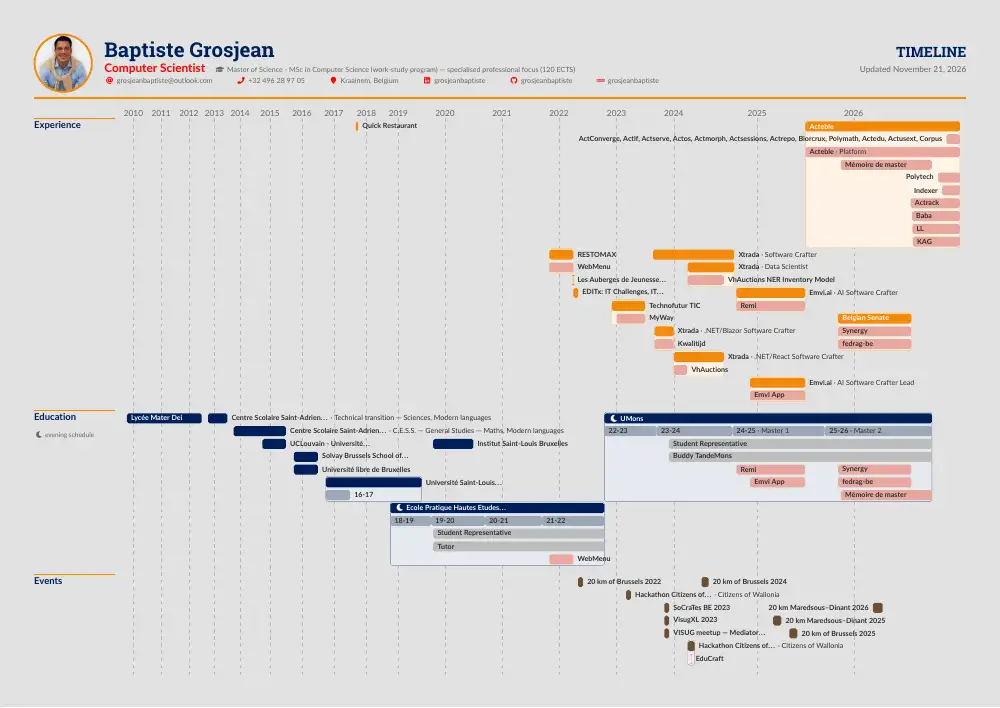 Baptiste Grosjean
TIMELINE
Computer Scientist Master of Science - MSc in Computer Science (work-study program) — specialised professional focus (120 ECTS)
Updated November 21, 2026
grosjeanbaptiste@outlook.com +32 496 28 97 05 Kraainem, Belgium grosjeanbaptiste grosjeanbaptiste grosjeanbaptiste
2010 2011 2012 2013 2014 2015 2016 2017 2018 2019 2020 2021 2022 2023 2024 2025 2026
Experience
Quick Restaurant
Acteble
ActConverge, Actif, Actserve, Actos, Actmorph, Actsessions, Actrepo, Biorcrux, Polymath, Actedu, Actusext, Corpus
Acteble · Platform
Mémoire de master
Polytech
Indexer
Actrack
Baba
LL
KAG
RESTOMAX
Xtrada · Software Crafter
WebMenu
Xtrada · Data Scientist
Les Auberges de Jeunesse...
VhAuctions NER Inventory Model
EDITx: IT Challenges, IT...
Emvi.ai · AI Software Crafter
Technofutur TIC
Remi
MyWay
Belgian Senate
Xtrada · .NET/Blazor Software Crafter
Synergy
Kwalitijd
fedrag-be
Xtrada · .NET/React Software Crafter
VhAuctions
Emvi.ai · AI Software Crafter Lead
Emvi App
Education
Lycée Mater Dei
Centre Scolaire Saint-Adrien... · Technical transition — Sciences, Modern languages
UMons
evening schedule
Centre Scolaire Saint-Adrien... · C.E.S.S. — General Studies — Maths, Modern languages
22-23 23-24 24-25 · Master 1 25-26 · Master 2
UCLouvain - Université...
Institut Saint-Louis Bruxelles
Student Representative
Solvay Brussels School of...
Buddy TandeMons
Université libre de Bruxelles
Remi
Synergy
Université Saint-Louis...
Emvi App
fedrag-be
16-17
Mémoire de master
Ecole Pratique Hautes Etudes...
18-19 19-20 20-21 21-22
Student Representative
Tutor
WebMenu
Events
20 km of Brussels 2022
20 km of Brussels 2024
Hackathon Citizens of... · Citizens of Wallonia
SoCraTes BE 2023
20 km Maredsous–Dinant 2026
VisugXL 2023
20 km Maredsous–Dinant 2025
VISUG meetup — Mediator...
20 km of Brussels 2025
Hackathon Citizens of... · Citizens of Wallonia
EduCraft